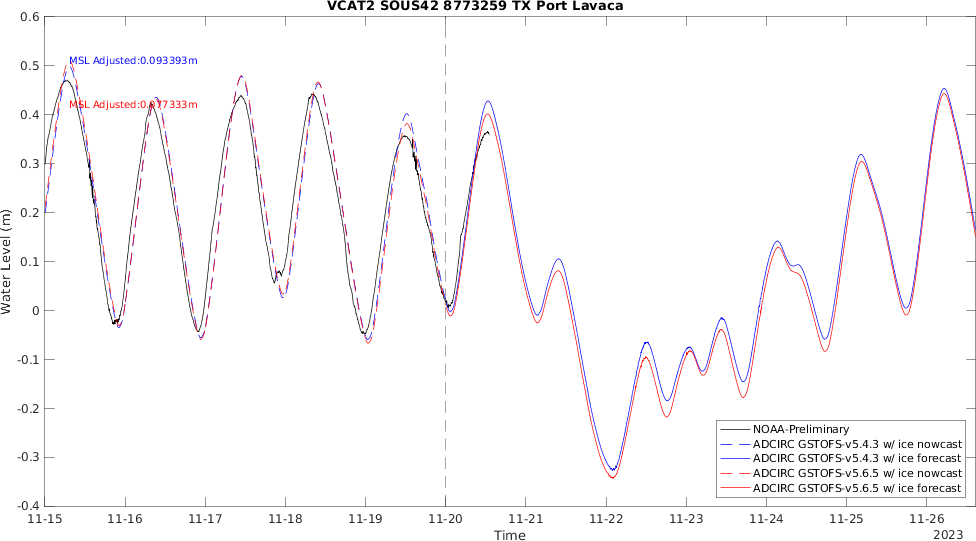 VCAT2 SOUS42 8773259 TX Port Lavaca
0.6
0.5
0.4
0.3
0.2
0.1
0
-0.1
-0.2
-0.3
-0.4
Water Level (m)
MSL Adjusted:0.093393m
MSL Adjusted:0.077333m
NOAA-Preliminary
ADCIRC GSTOFS-v5.4.3 w/ ice nowcast
ADCIRC GSTOFS-v5.4.3 w/ ice forecast
ADCIRC GSTOFS-v5.6.5 w/ ice nowcast
ADCIRC GSTOFS-v5.6.5 w/ ice forecast
11-15 11-16 11-17 11-18 11-19 11-20 11-21 11-22 11-23 11-24 11-25 11-26
Time
2023